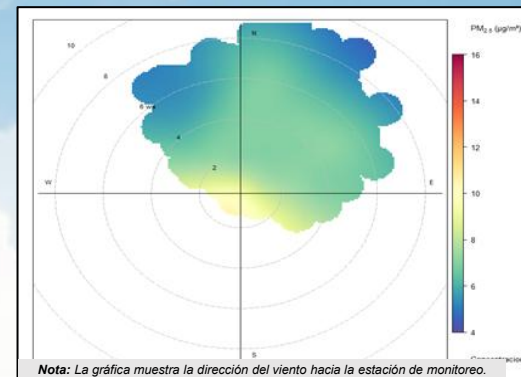 PM2.5 (µg/m³)
16
14
12
10
8
6
4
10
8
6 ws
4
2
N
W
E
S
Nota: La gráfica muestra la dirección del viento hacia la estación de monitoreo.